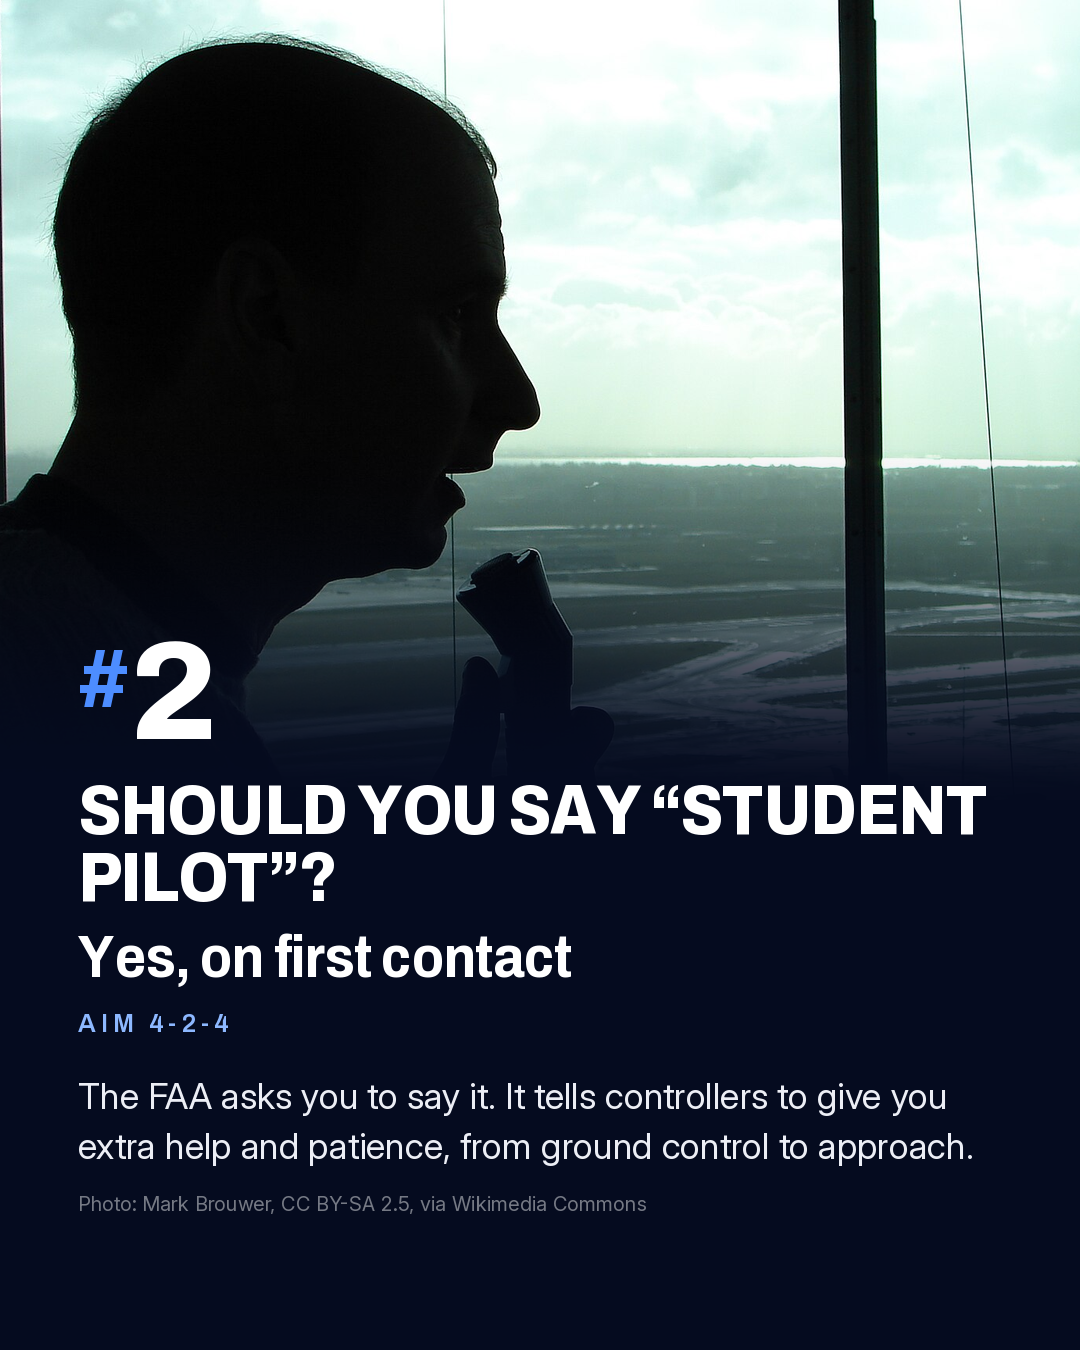 #2
SHOULD YOU SAY “STUDENT
PILOT”?
Yes, on first contact
AIM 4-2-4
The FAA asks you to say it. It tells controllers to give you
extra help and patience, from ground control to approach.
Photo: Mark Brouwer, CC BY-SA 2.5, via Wikimedia Commons